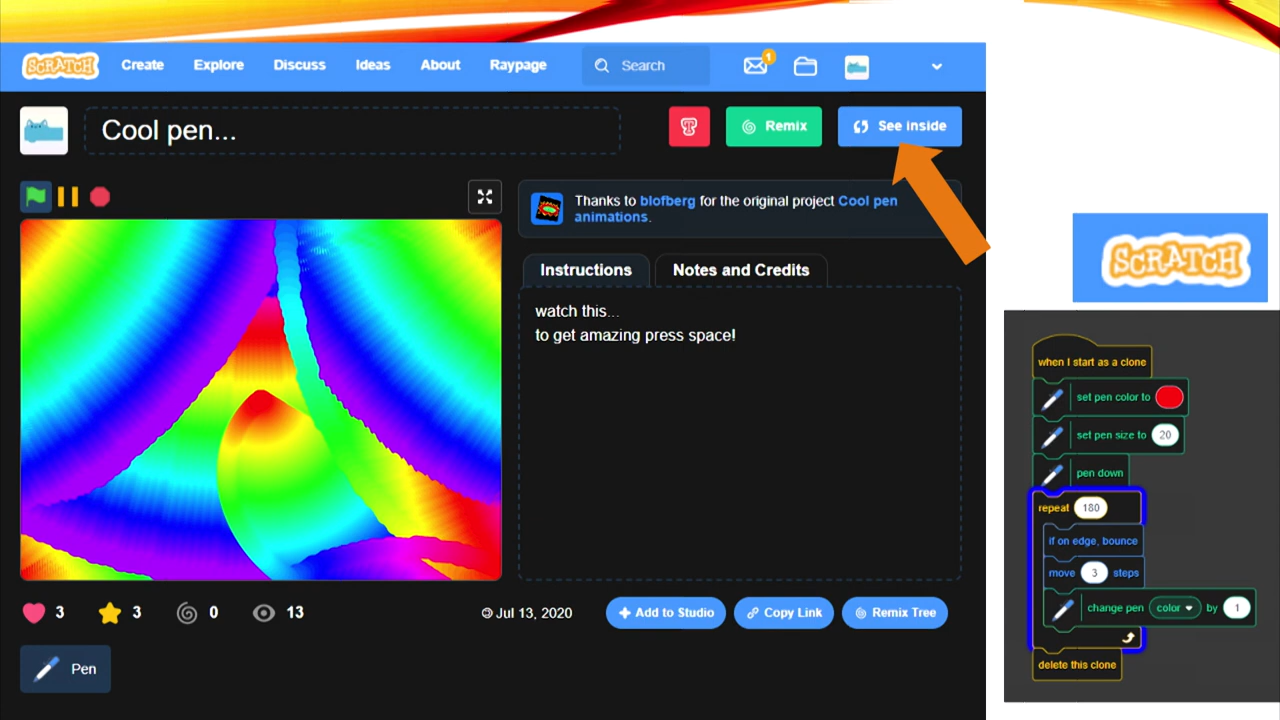 SCRATCH Create Explore Discuss Ideas About Raypage Search 1
Cool pen... Remix See inside
Thanks to blofberg for the original project Cool pen
animations.
Instructions Notes and Credits
watch this...
to get amazing press space!
3 3 0 13 Jul 13, 2020 Add to Studio Copy Link Remix Tree
Pen
SCRATCH
when I start as a clone
set pen color to
set pen size to 20
pen down
repeat 180
if on edge, bounce
move 3 steps
change pen color by 1
delete this clone